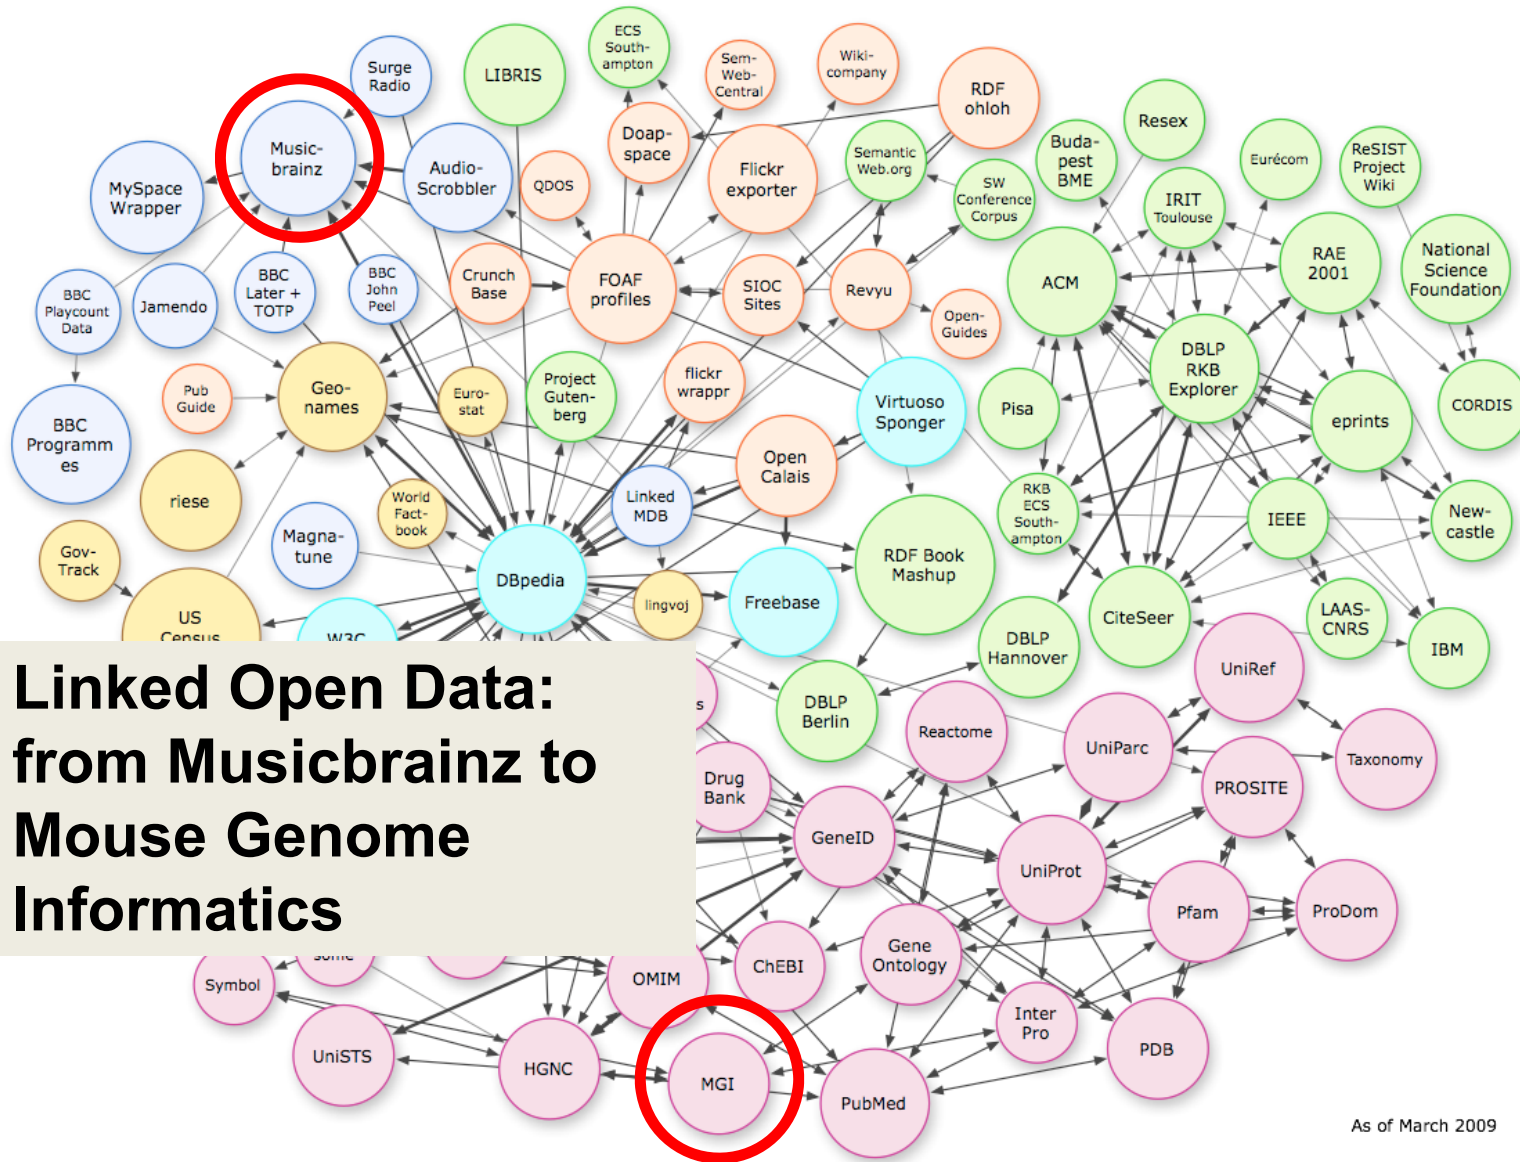 ECS
South-
ampton
Surge
Radio
LIBRIS
Sem-
Web-
Central
Wiki-
company
RDF
ohloh
Resex
Music-
brainz
Doap-
space
Buda-
pest
BME
Eurécom
ReSIST
Project
Wiki
MySpace
Wrapper
Audio-
Scrobbler
QDOS
Flickr
exporter
Semantic
Web.org
SW
Conference
Corpus
IRIT
Toulouse
RAE
2001
National
Science
Foundation
BBC
Playcount
Data
Jamendo
BBC
Later +
TOTP
BBC
John
Peel
Crunch
Base
FOAF
profiles
SIOC
Sites
Revyu
Open-
Guides
ACM
DBLP
RKB
Explorer
Pub
Guide
Geo-
names
Euro-
stat
Project
Guten-
berg
flickr
wrappr
Virtuoso
Sponger
Pisa
eprints
CORDIS
BBC
Programm
es
riese
World
Fact-
book
Linked
MDB
Open
Calais
RKB
ECS
South-
ampton
IEEE
New-
castle
Gov-
Track
Magna-
tune
DBpedia
lingvoj
Freebase
RDF Book
Mashup
CiteSeer
LAAS-
CNRS
IBM
US
Census
W3C
DBLP
Hannover
UniRef
Linked Open Data:
from Musicbrainz to
Mouse Genome
Informatics
s
DBLP
Berlin
Reactome
UniParc
Taxonomy
Drug
Bank
PROSITE
GeneID
UniProt
Pfam
ProDom
Symbol
some
OMIM
ChEBI
Gene
Ontology
Inter
Pro
PDB
UniSTS
HGNC
MGI
PubMed
As of March 2009